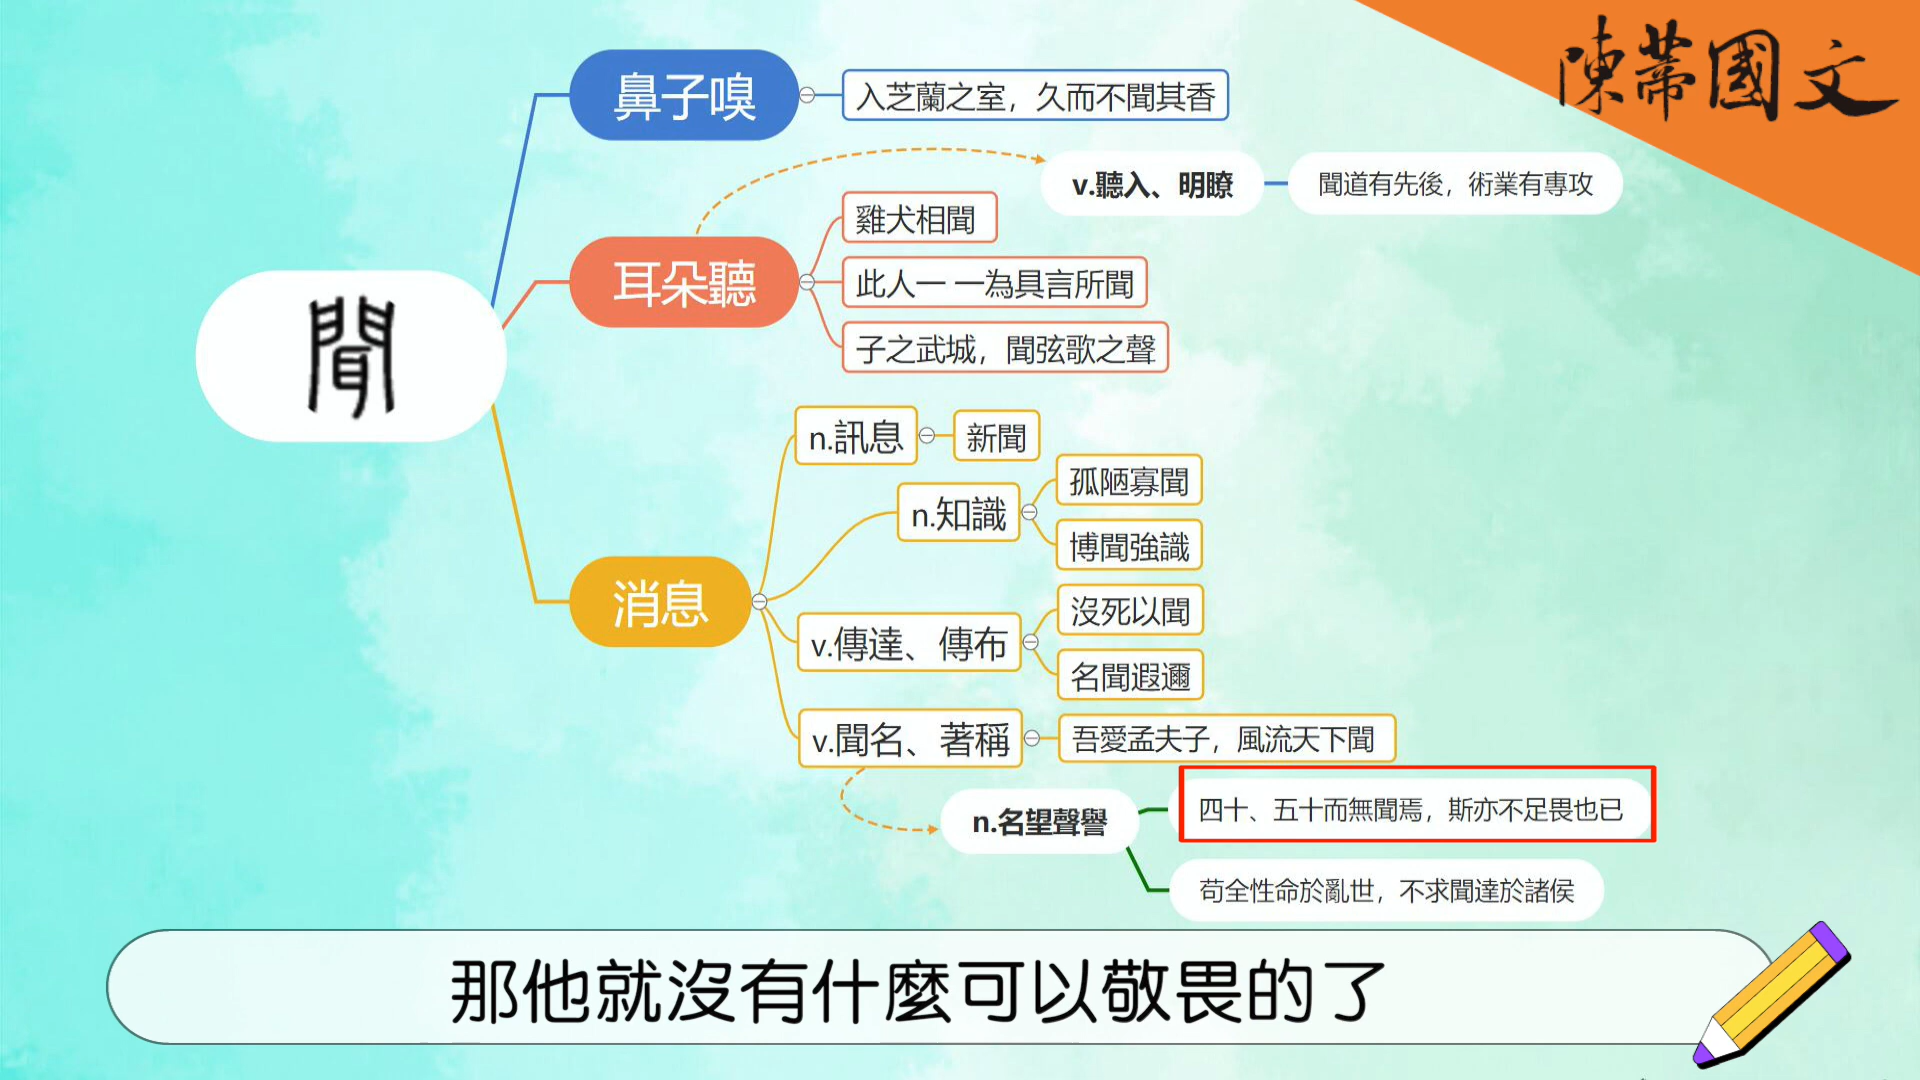 陳蒂國文
聞
鼻子嗅
入芝蘭之室，久而不聞其香
v.聽入、明瞭
聞道有先後，術業有專攻
耳朵聽
雞犬相聞
此人一 一為具言所聞
子之武城，聞弦歌之聲
消息
n.訊息
新聞
n.知識
孤陋寡聞
博聞強識
v.傳達、傳布
沒死以聞
名聞遐邇
v.聞名、著稱
吾愛孟夫子，風流天下聞
n.名望聲譽
四十、五十而無聞焉，斯亦不足畏也已
苟全性命於亂世，不求聞達於諸侯
那他就沒有什麼可以敬畏的了